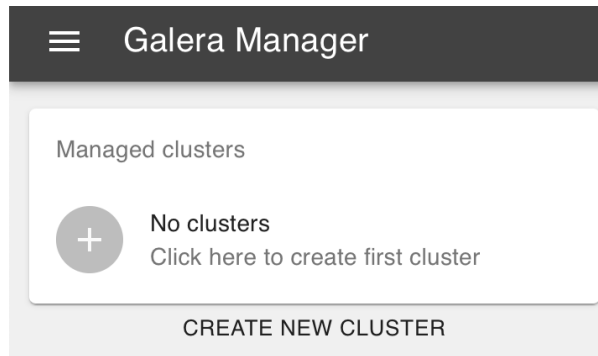 Galera Manager
Managed clusters
No clusters
Click here to create first cluster
CREATE NEW CLUSTER